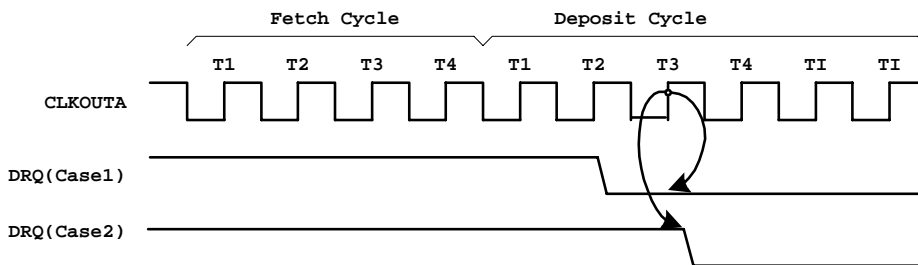 Fetch Cycle Deposit Cycle
T1 T2 T3 T4 T1 T2 T3 T4 TI TI
CLKOUTA
DRQ(Case1)
DRQ(Case2)